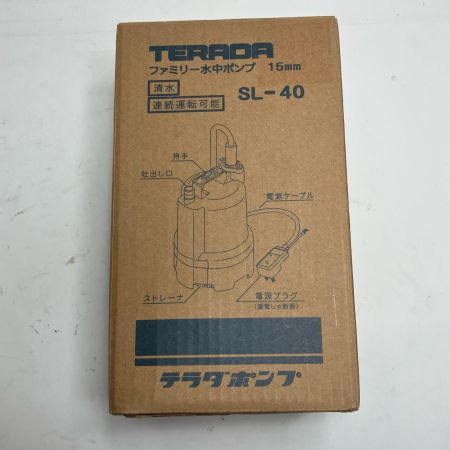 TERADA
ファミリー水中ポンプ 15mm
清水
連続運転可能
SL-40
持手
吐出し口
電源ケーブル
ストレーナ
電源プラグ
テラダポンプ